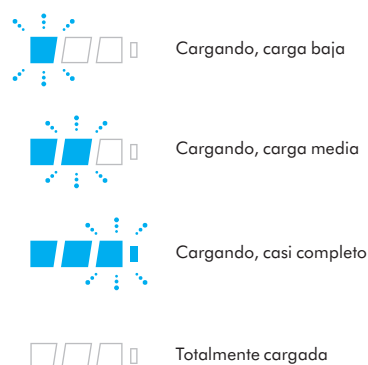 Cargando, carga baja
Cargando, carga media
Cargando, casi completo
Totalmente cargada